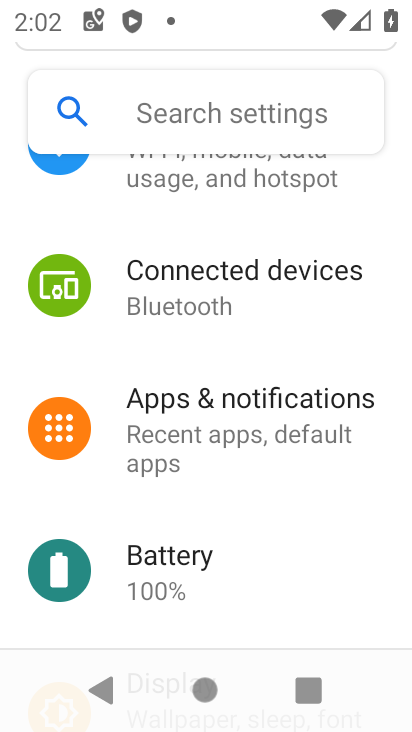 2:02
Search settings
Wi-Fi, mobile, data
usage, and hotspot
Connected devices
Bluetooth
Apps & notifications
Recent apps, default
apps
Battery
100%
Display
Wallpaper, sleep, font